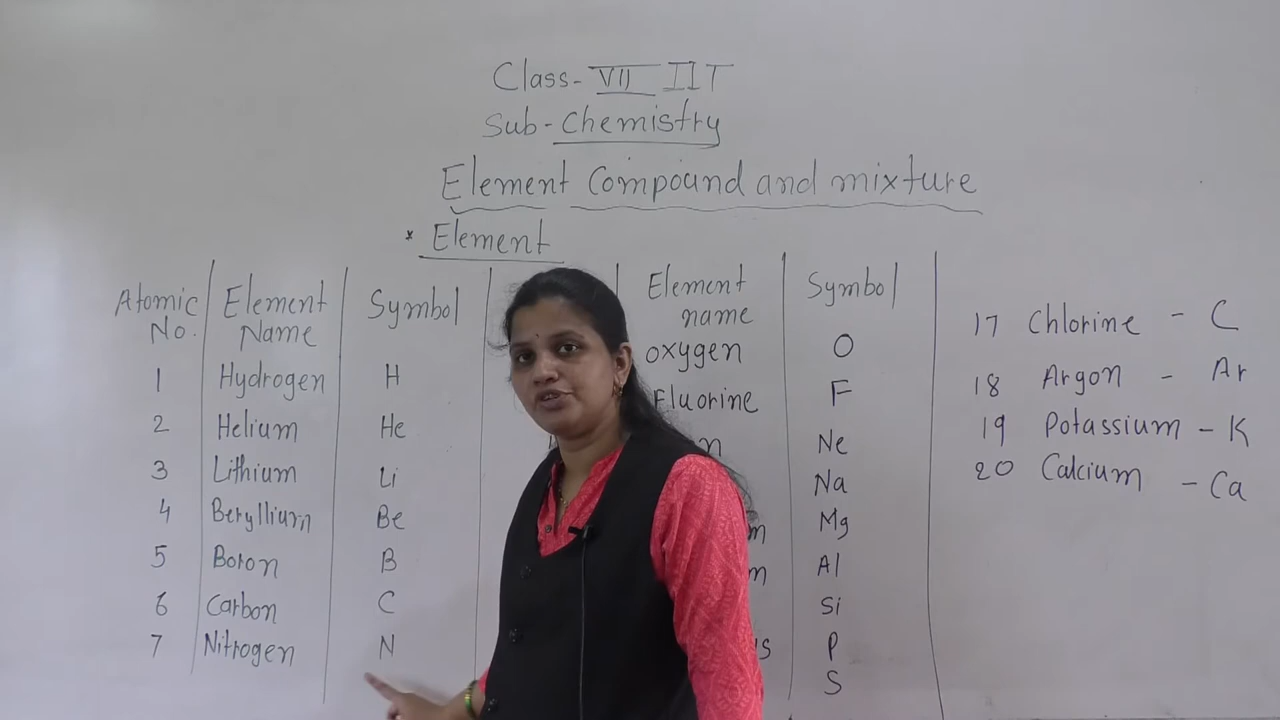 Class- VII IIT
Sub- Chemistry
Element Compound and mixture
* Element
Atomic No. Element Name Symbol
1 Hydrogen H
2 Helium He
3 Lithium Li
4 Beryllium Be
5 Boron B
6 Carbon C
7 Nitrogen N
Element name Symbol
oxygen O
Fluorine F
Ne
Na
Mg
Al
Si
P
S
17 Chlorine - C
18 Argon - Ar
19 Potassium - K
20 Calcium - Ca